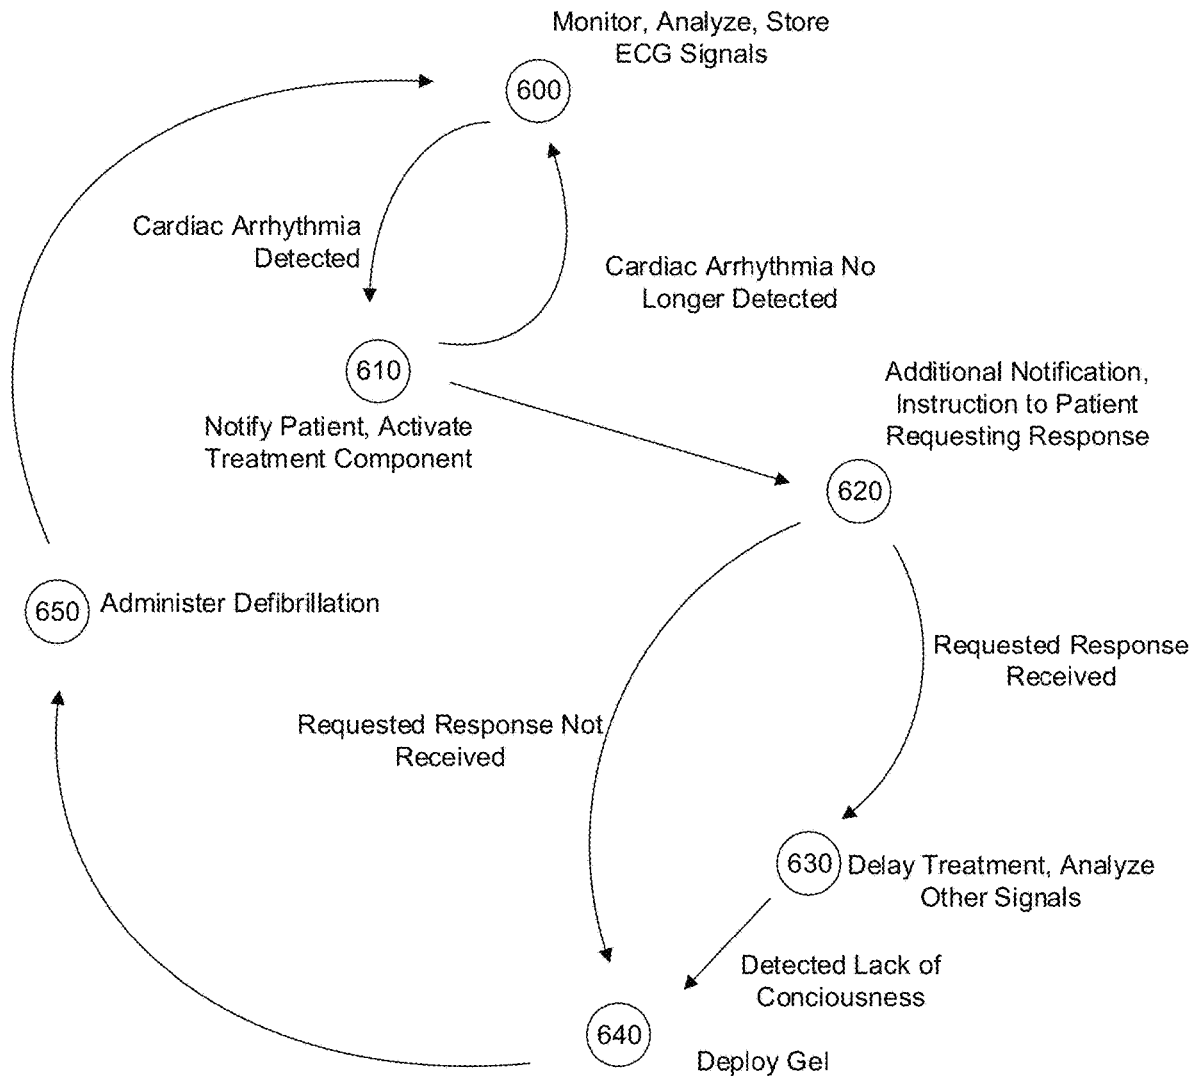 Monitor, Analyze, Store
ECG Signals
600
Cardiac Arrhythmia
Detected
Cardiac Arrhythmia No
Longer Detected
610
Notify Patient, Activate
Treatment Component
Additional Notification,
Instruction to Patient
Requesting Response
620
650
Administer Defibrillation
Requested Response
Received
Requested Response Not
Received
630
Delay Treatment, Analyze
Other Signals
Detected Lack of
Conciousness
640
Deploy Gel